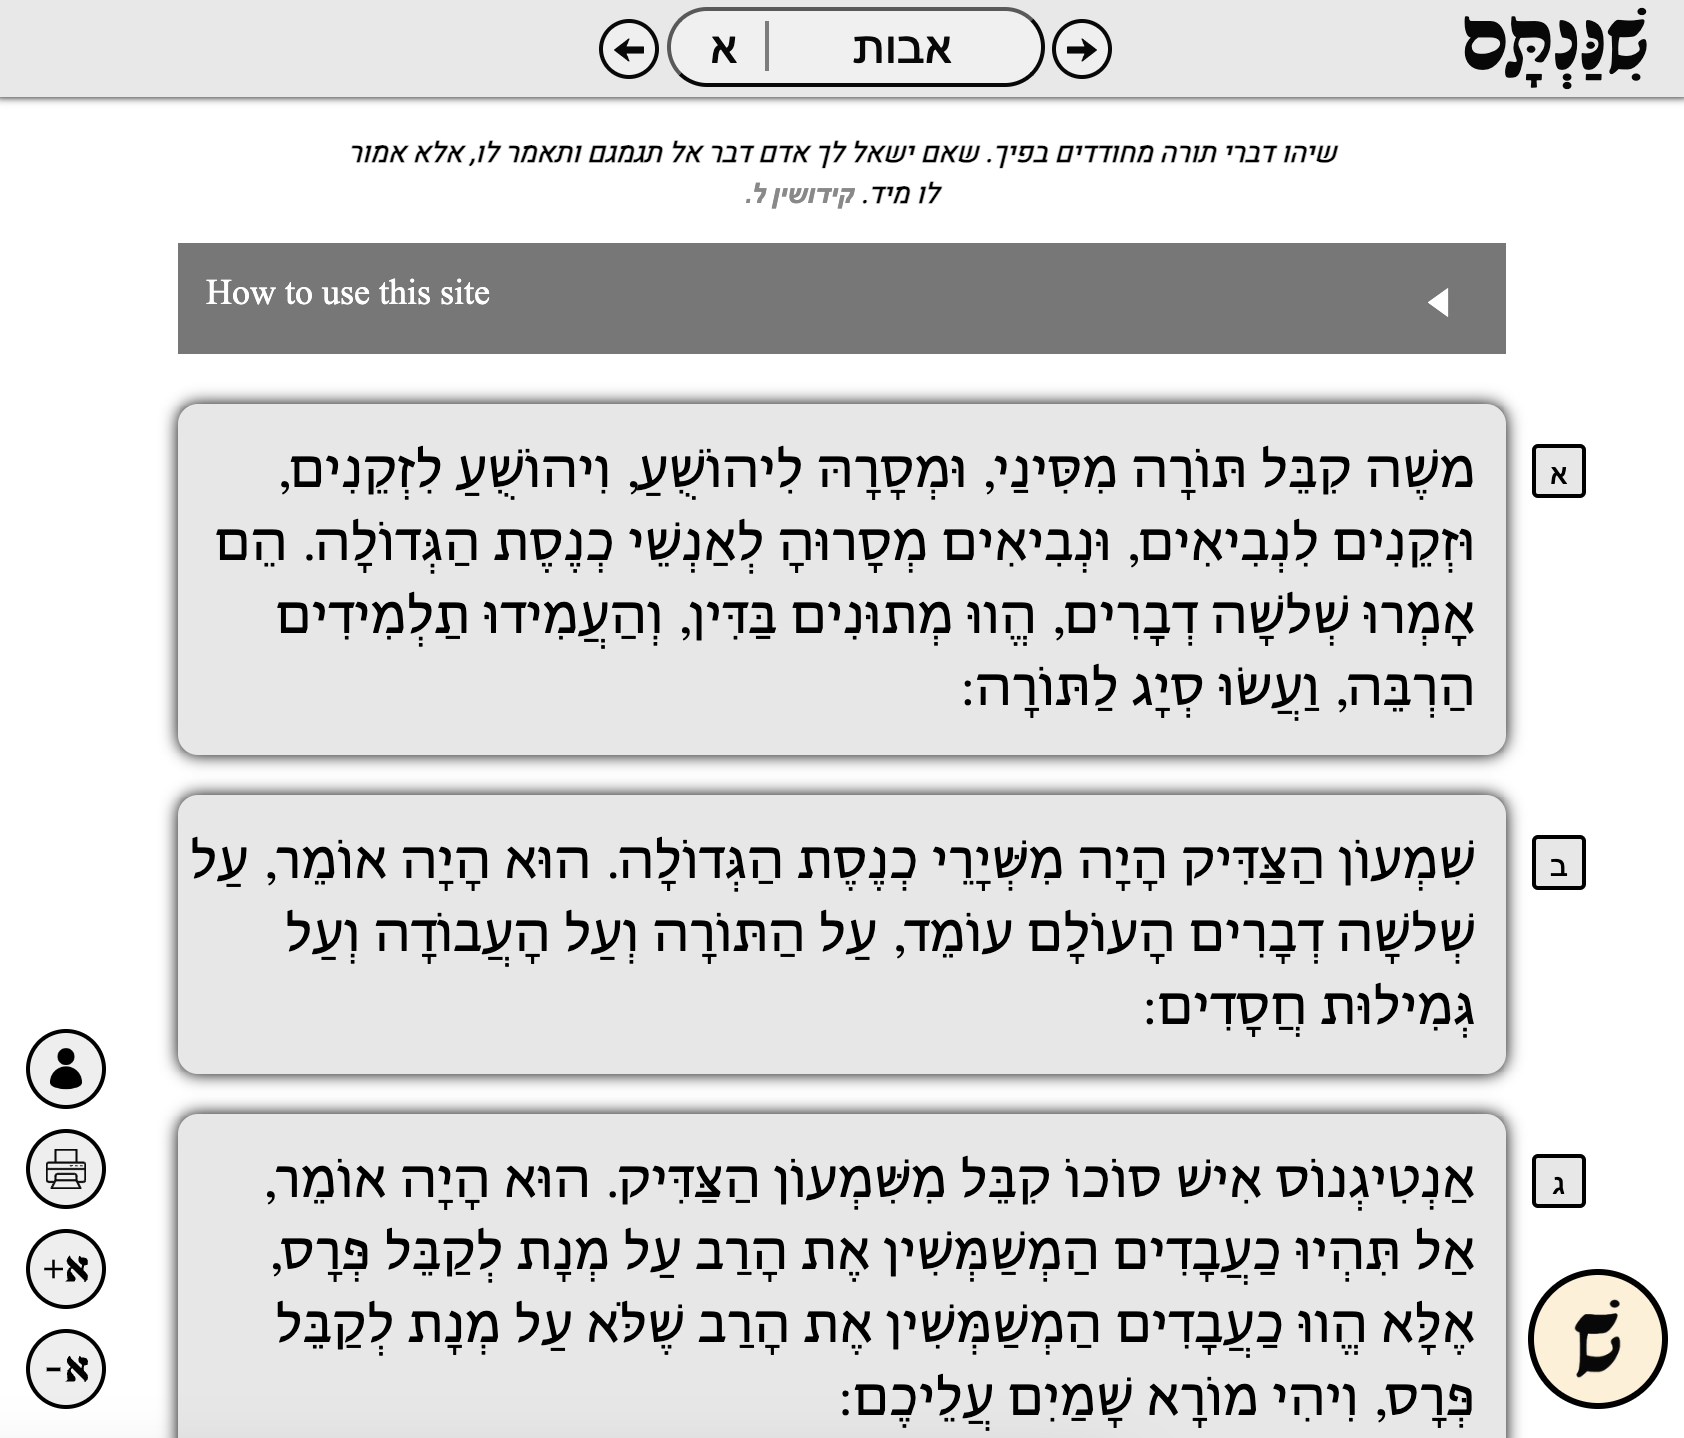 שִׁנַּנְתָּם
אבות | א
שיהו דברי תורה מחודדים בפיך. שאם ישאל לך אדם דבר אל תגמגם ותאמר לו, אלא אמור
לו מיד. קידושין ל.
How to use this site
א
משֶׁה קִבֵּל תּוֹרָה מִסִּינַי, וּמְסָרָהּ לִיהוֹשֻׁעַ, וִיהוֹשֻׁעַ לִזְקֵנִים,
וּזְקֵנִים לִנְבִיאִים, וּנְבִיאִים מְסָרוּהָ לְאַנְשֵׁי כְנֶסֶת הַגְּדוֹלָה. הֵם
אָמְרוּ שְׁלשָׁה דְבָרִים, הֱווּ מְתוּנִים בַּדִּין, וְהַעֲמִידוּ תַלְמִידִים
הַרְבֵּה, וַעֲשׂוּ סְיָג לַתּוֹרָה:
ב
שִׁמְעוֹן הַצַּדִּיק הָיָה מִשְּׁיָרֵי כְנֶסֶת הַגְּדוֹלָה. הוּא הָיָה אוֹמֵר, עַל
שְׁלשָׁה דְבָרִים הָעוֹלָם עוֹמֵד, עַל הַתּוֹרָה וְעַל הָעֲבוֹדָה וְעַל
גְּמִילוּת חֲסָדִים:
ג
אַנְטִיגְנוֹס אִישׁ סוֹכוֹ קִבֵּל מִשִּׁמְעוֹן הַצַּדִּיק. הוּא הָיָה אוֹמֵר,
אַל תִּהְיוּ כַעֲבָדִים הַמְשַׁמְּשִׁין אֶת הָרַב עַל מְנָת לְקַבֵּל פְּרָס,
אֶלָּא הֱווּ כַעֲבָדִים הַמְשַׁמְּשִׁין אֶת הָרַב שֶׁלֹּא עַל מְנָת לְקַבֵּל
פְּרָס, וִיהִי מוֹרָא שָׁמַיִם עֲלֵיכֶם:
א+
א-
שִׁ